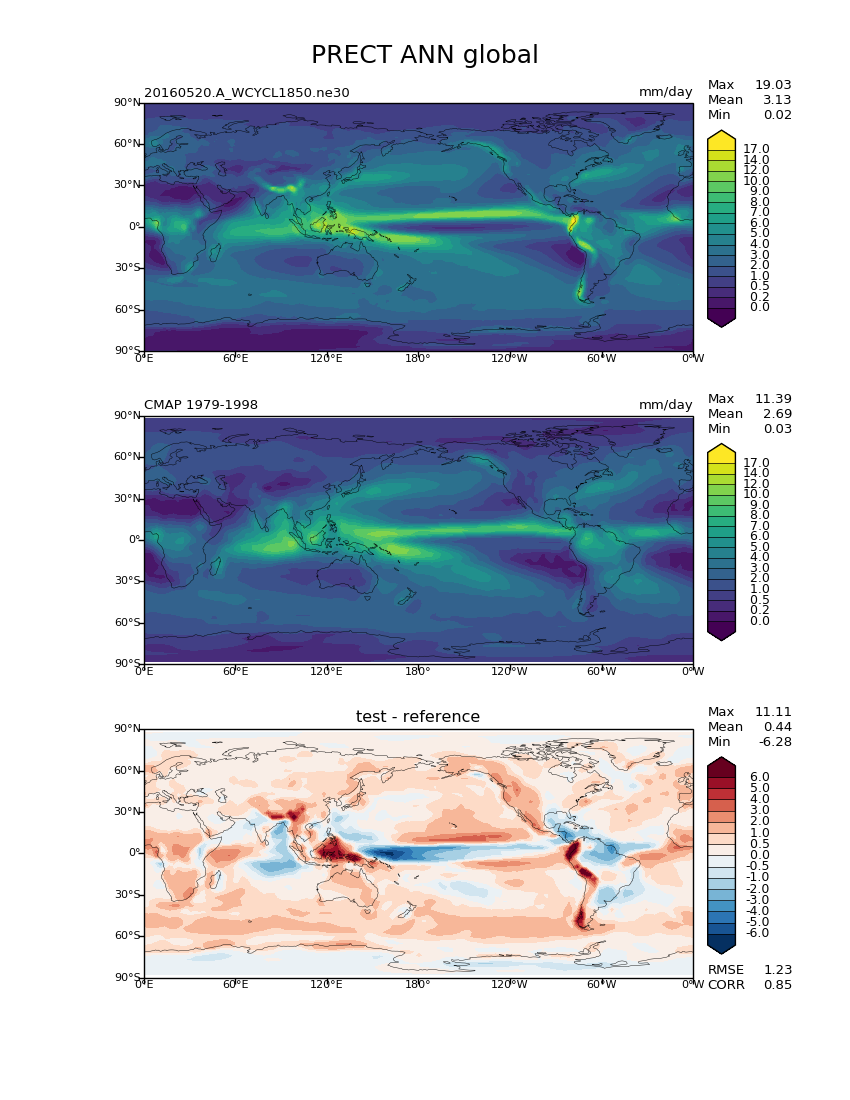 PRECT ANN global
20160520.A_WCYCL1850.ne30
mm/day
Max 19.03
Mean 3.13
Min 0.02
90°N
60°N
30°N
0°
30°S
60°S
90°S
0°E 60°E 120°E 180° 120°W 60°W 0°W
17.0
14.0
12.0
10.0
9.0
8.0
7.0
6.0
5.0
4.0
3.0
2.0
1.0
0.5
0.2
0.0
CMAP 1979-1998
mm/day
Max 11.39
Mean 2.69
Min 0.03
90°N
60°N
30°N
0°
30°S
60°S
90°S
0°E 60°E 120°E 180° 120°W 60°W 0°W
17.0
14.0
12.0
10.0
9.0
8.0
7.0
6.0
5.0
4.0
3.0
2.0
1.0
0.5
0.2
0.0
test - reference
Max 11.11
Mean 0.44
Min -6.28
90°N
60°N
30°N
0°
30°S
60°S
90°S
0°E 60°E 120°E 180° 120°W 60°W 0°W
6.0
5.0
4.0
3.0
2.0
1.0
0.5
0.0
-0.5
-1.0
-2.0
-3.0
-4.0
-5.0
-6.0
RMSE 1.23
CORR 0.85